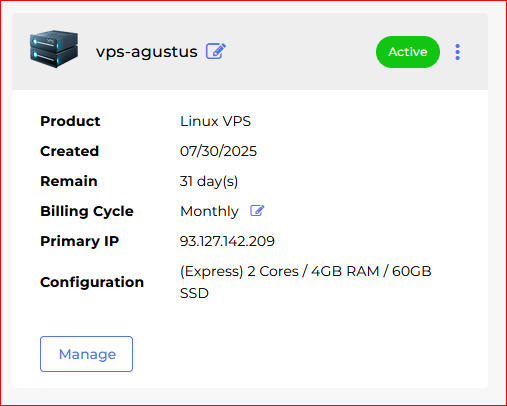 vps-agustus
Active
Product Linux VPS
Created 07/30/2025
Remain 31 day(s)
Billing Cycle Monthly
Primary IP 93.127.142.209
Configuration (Express) 2 Cores / 4GB RAM / 60GB
SSD
Manage